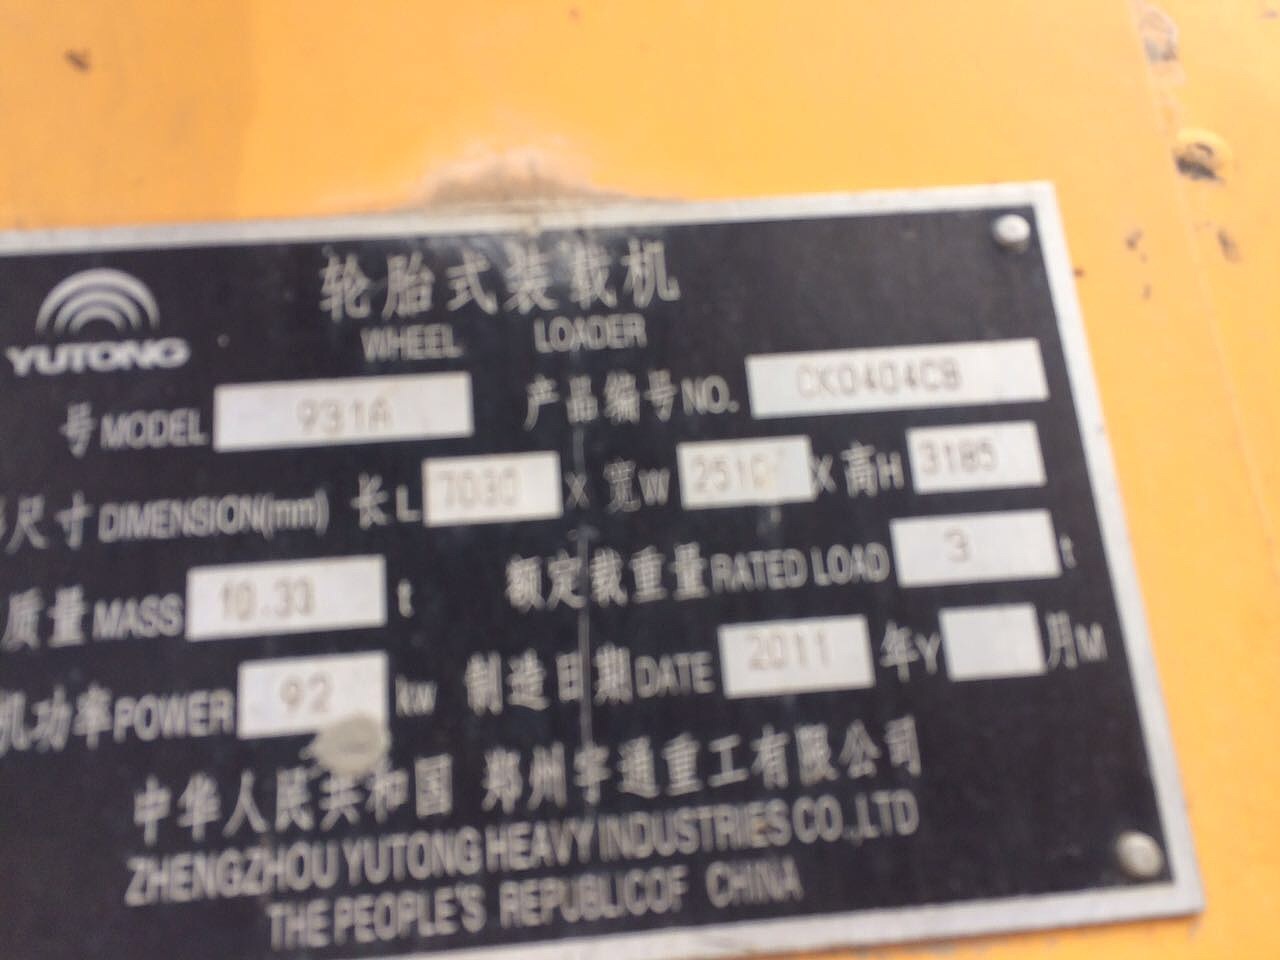 轮胎式装载机
YUTONG
WHEEL LOADER
号MODEL 931A 产品编号NO. CK0404CB
尺寸DIMENSION(mm) 长L 7030 X 宽W 2510 X 高H 3185
质量MASS 10.30 t 额定载重量RATED LOAD 3 t
机功率POWER 92 kw 制造日期DATE 2011 年Y 月M
中华人民共和国 郑州宇通重工有限公司
ZHENGZHOU YUTONG HEAVY INDUSTRIES CO.,LTD
THE PEOPLE'S REPUBLICOF CHINA